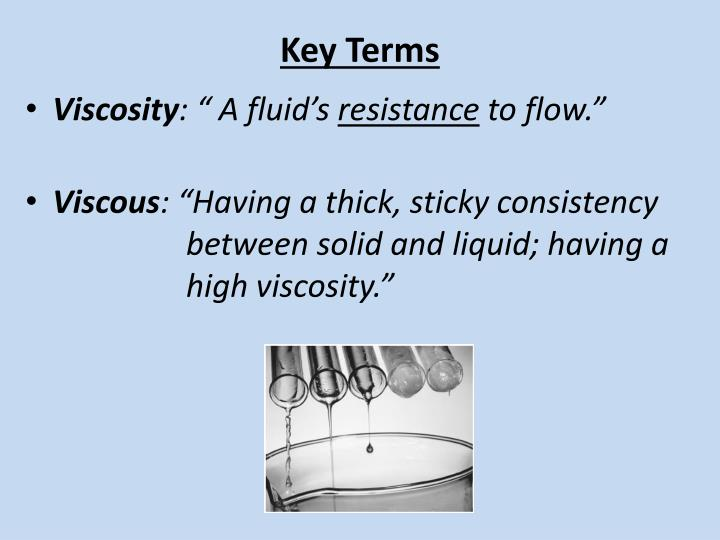 Key Terms
• Viscosity: “ A fluid’s resistance to flow.”
• Viscous: “Having a thick, sticky consistency
between solid and liquid; having a
high viscosity.”